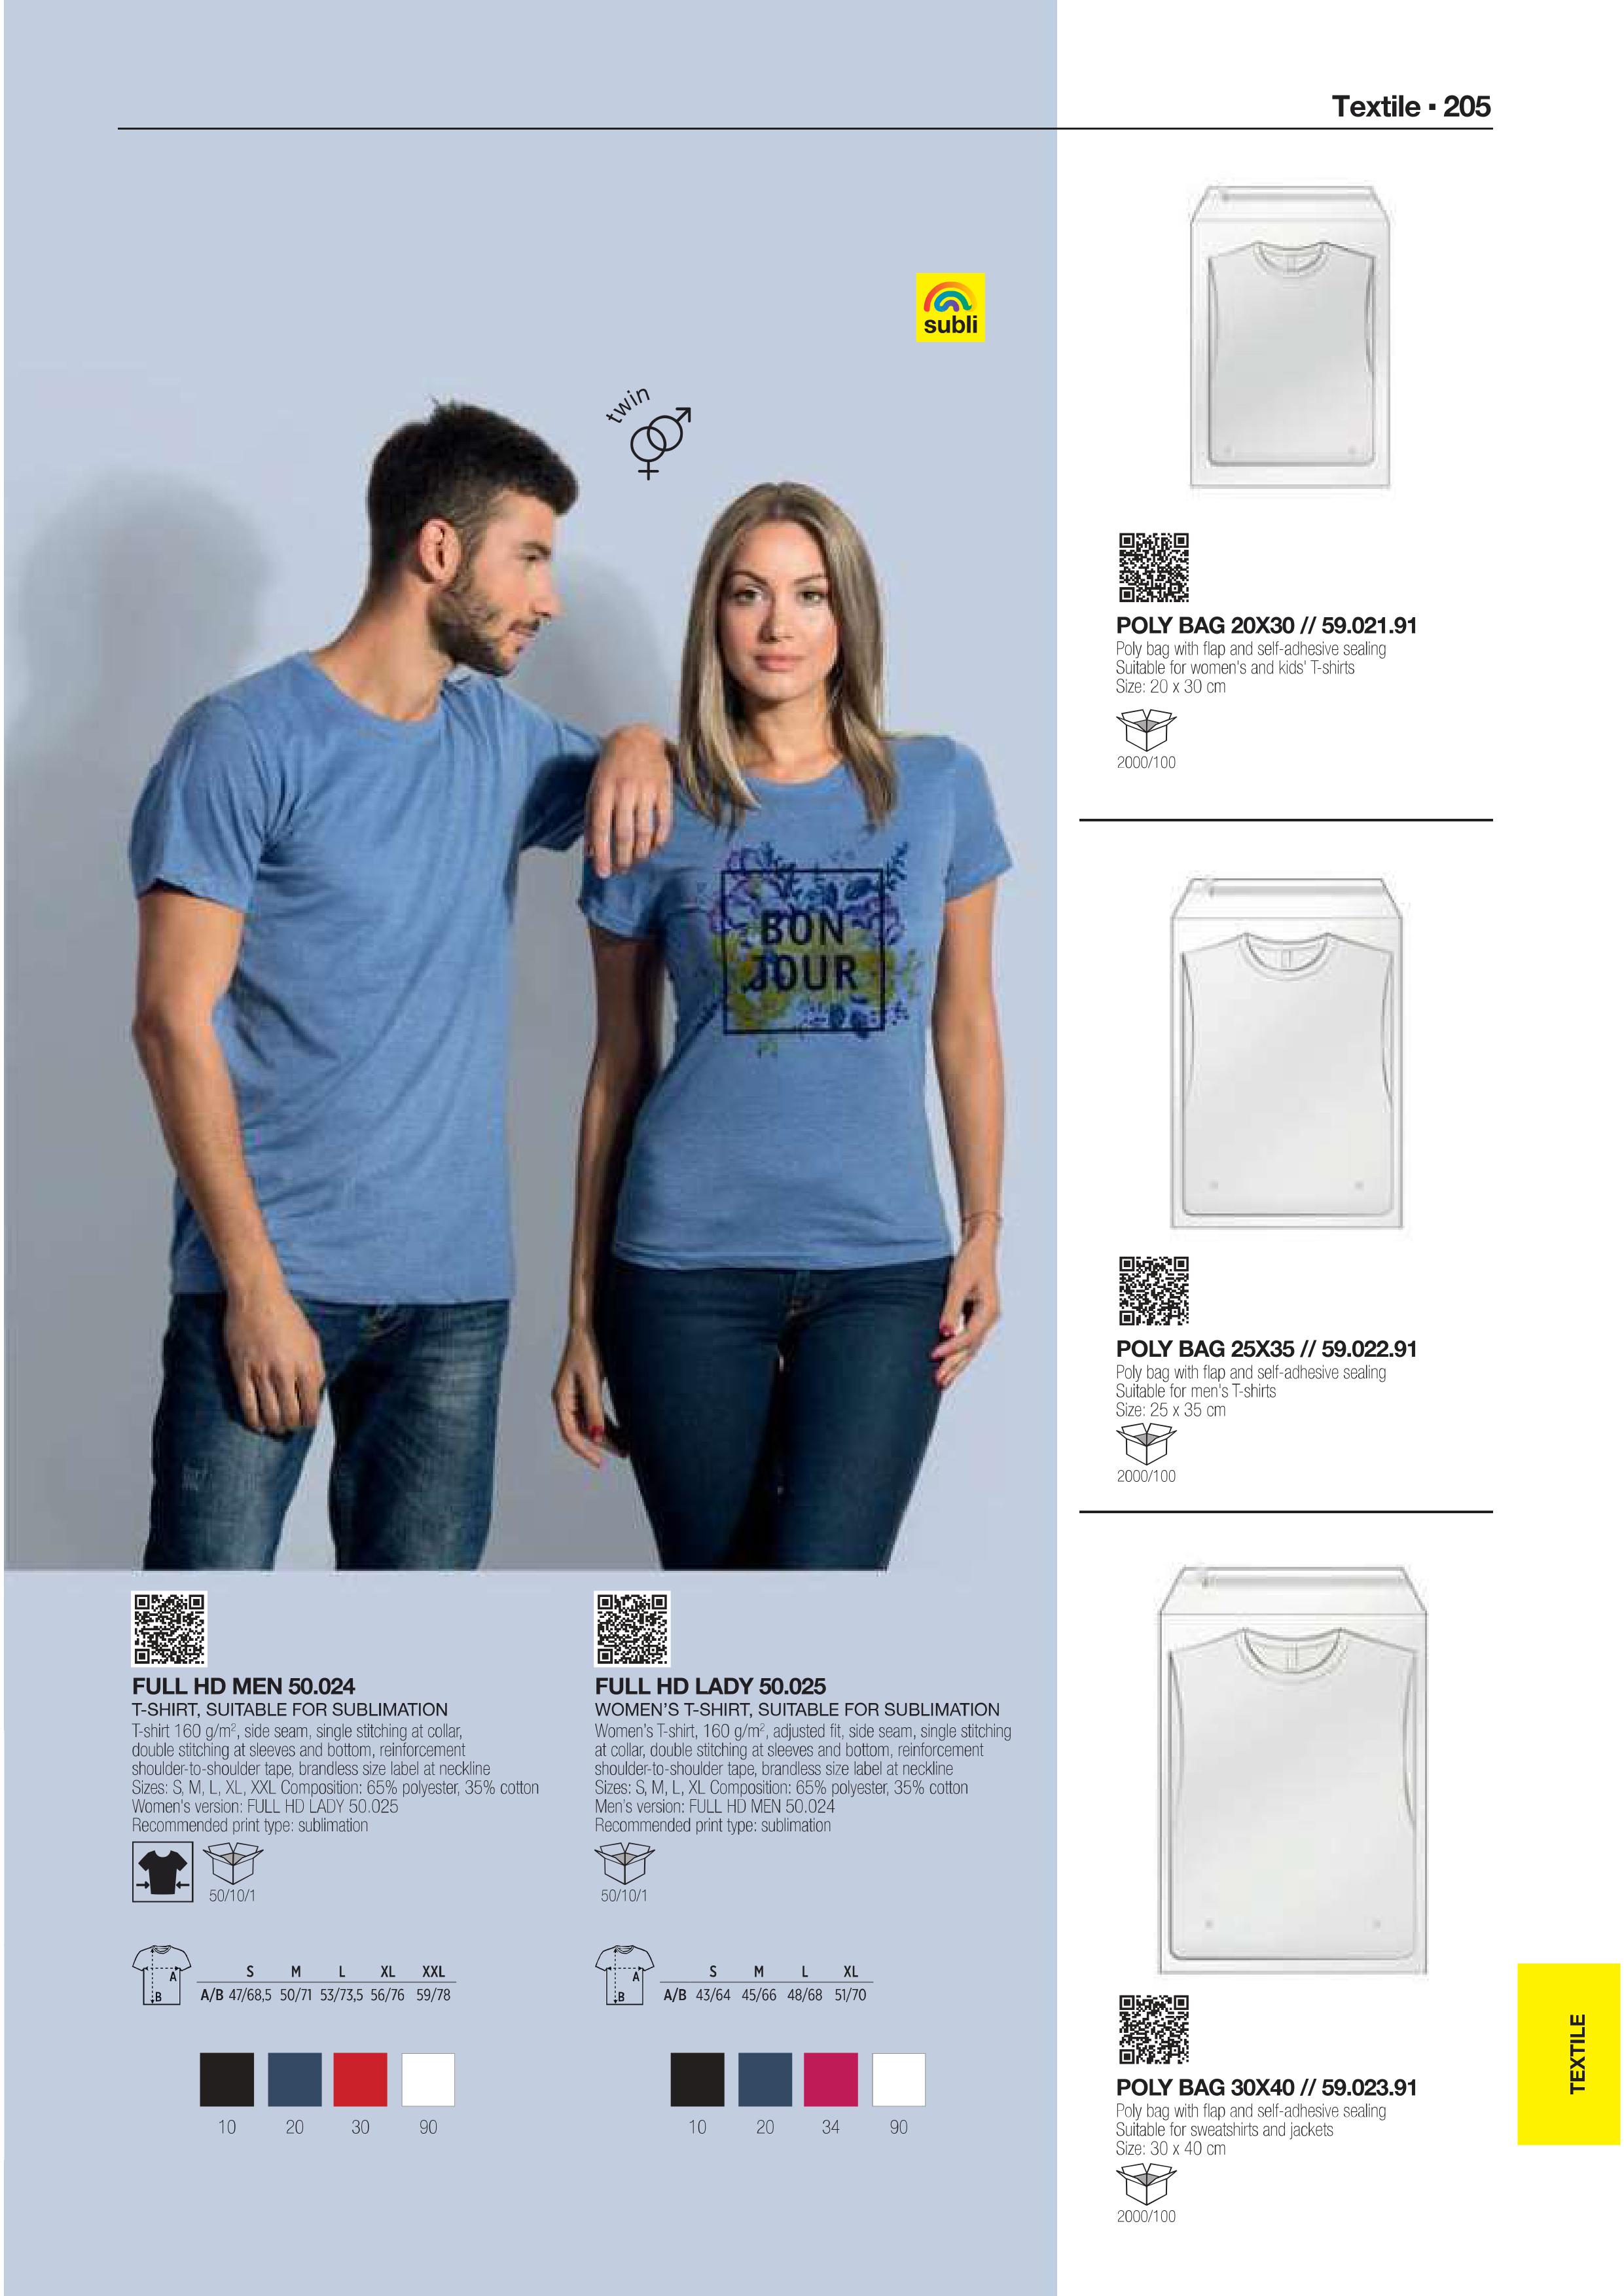 Textile ▪ 205
subli
twin
BON
JOUR
POLY BAG 20X30 // 59.021.91
Poly bag with flap and self-adhesive sealing
Suitable for women's and kids' T-shirts
Size: 20 x 30 cm
2000/100
POLY BAG 25X35 // 59.022.91
Poly bag with flap and self-adhesive sealing
Suitable for men's T-shirts
Size: 25 x 35 cm
2000/100
FULL HD MEN 50.024
T-SHIRT, SUITABLE FOR SUBLIMATION
T-shirt 160 g/m², side seam, single stitching at collar,
double stitching at sleeves and bottom, reinforcement
shoulder-to-shoulder tape, brandless size label at neckline
Sizes: S, M, L, XL, XXL Composition: 65% polyester, 35% cotton
Women's version: FULL HD LADY 50.025
Recommended print type: sublimation
50/10/1
A
B
S M L XL XXL
A/B 47/68,5 50/71 53/73,5 56/76 59/78
10 20 30 90
FULL HD LADY 50.025
WOMEN'S T-SHIRT, SUITABLE FOR SUBLIMATION
Women's T-shirt, 160 g/m², adjusted fit, side seam, single stitching
at collar, double stitching at sleeves and bottom, reinforcement
shoulder-to-shoulder tape, brandless size label at neckline
Sizes: S, M, L, XL Composition: 65% polyester, 35% cotton
Men's version: FULL HD MEN 50.024
Recommended print type: sublimation
50/10/1
A
B
S M L XL
A/B 43/64 45/66 48/68 51/70
10 20 34 90
POLY BAG 30X40 // 59.023.91
Poly bag with flap and self-adhesive sealing
Suitable for sweatshirts and jackets
Size: 30 x 40 cm
2000/100
TEXTILE